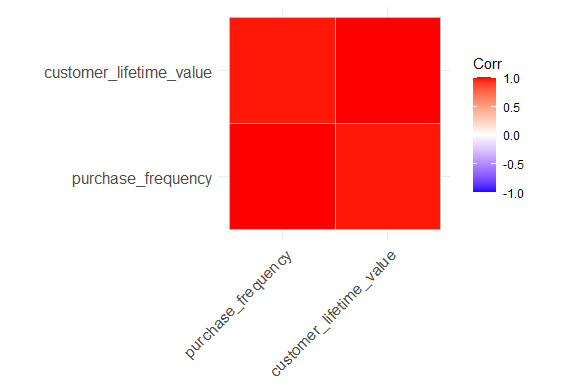 customer_lifetime_value
purchase_frequency
purchase_frequency
customer_lifetime_value
Corr
1.0
0.5
0.0
-0.5
-1.0